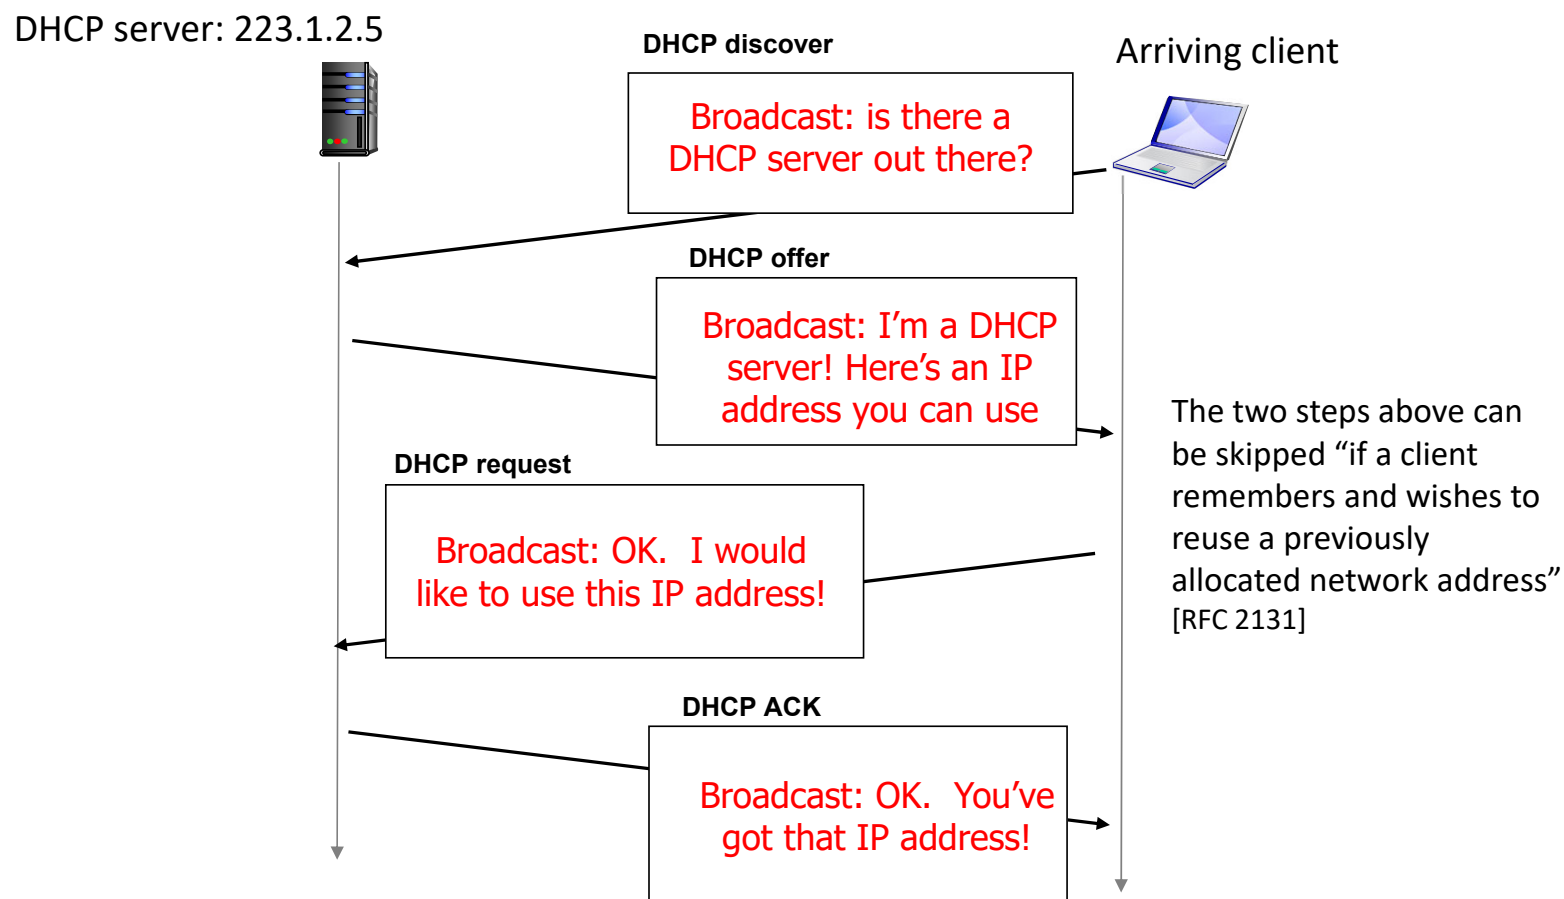 DHCP server: 223.1.2.5
DHCP discover
Arriving client
Broadcast: is there a
DHCP server out there?
DHCP offer
Broadcast: I’m a DHCP
server! Here’s an IP
address you can use
The two steps above can
be skipped “if a client
remembers and wishes to
reuse a previously
allocated network address”
[RFC 2131]
DHCP request
Broadcast: OK.  I would
like to use this IP address!
DHCP ACK
Broadcast: OK.  You’ve
got that IP address!